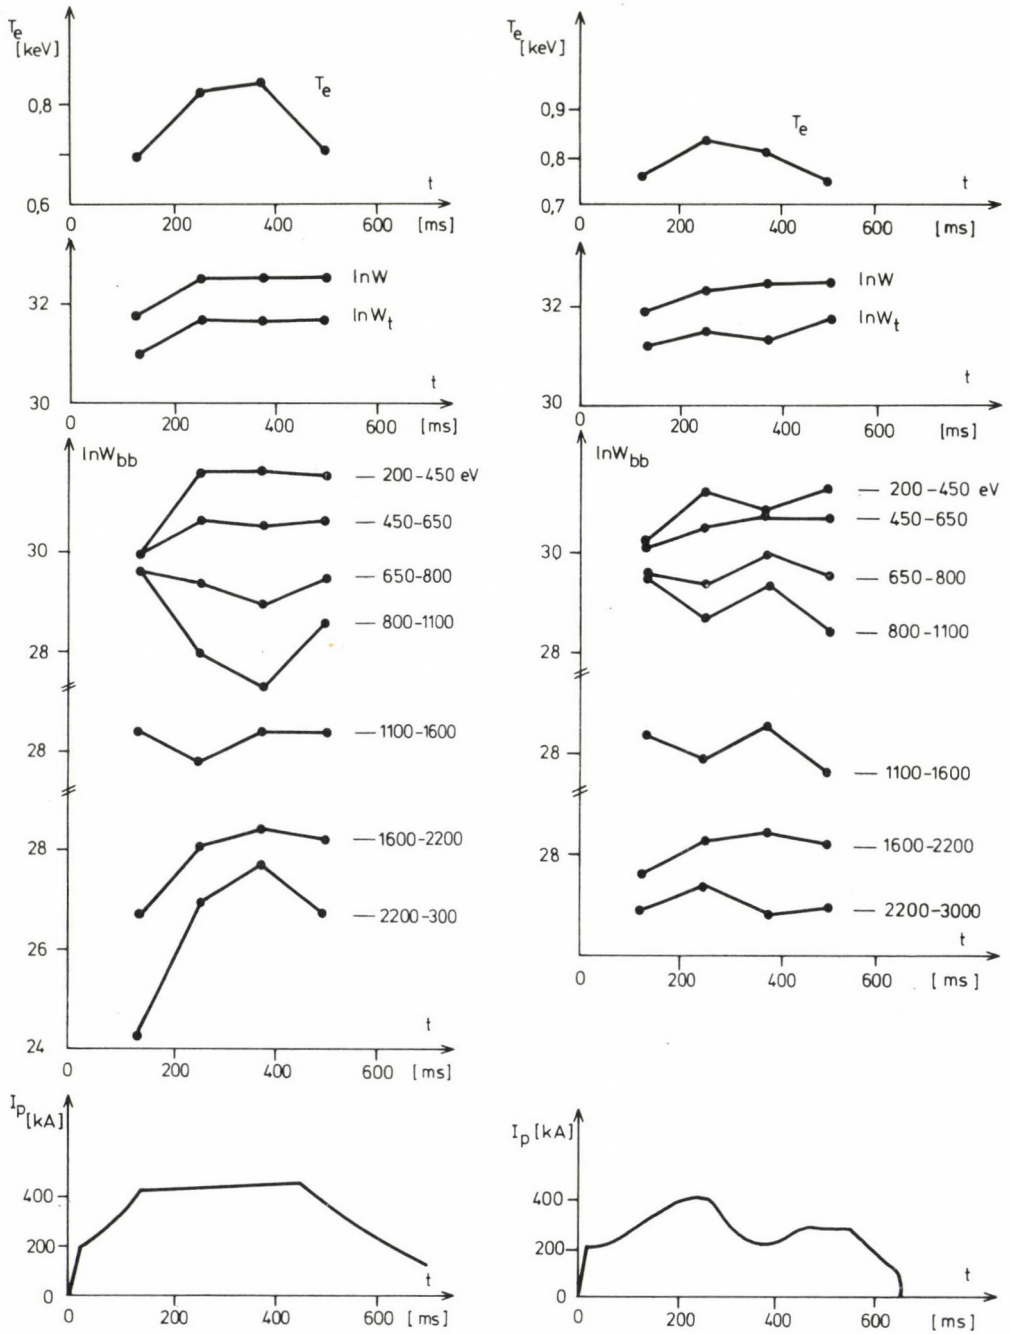 Te
[keV]
Te
0,8
t
0,6
0
200
400
600
[ms]
lnW
32
lnWt
t
30
0
200
400
600
[ms]
lnWbb
200-450 eV
450-650
30
650-800
800-1100
28
1100-1600
28
1600-2200
28
2200-300
26
t
24
0
200
400
600
[ms]
Ip
[kA]
400
200
t
0
0
200
400
600
[ms]
Te
[keV]
0,9
Te
0,8
t
0,7
0
200
400
600
[ms]
lnW
32
lnWt
t
30
0
200
400
600
[ms]
lnWbb
200-450 eV
450-650
30
650-800
800-1100
28
28
1100-1600
28
1600-2200
2200-3000
t
0
200
400
600
[ms]
Ip [kA]
400
200
t
0
0
200
400
600
[ms]